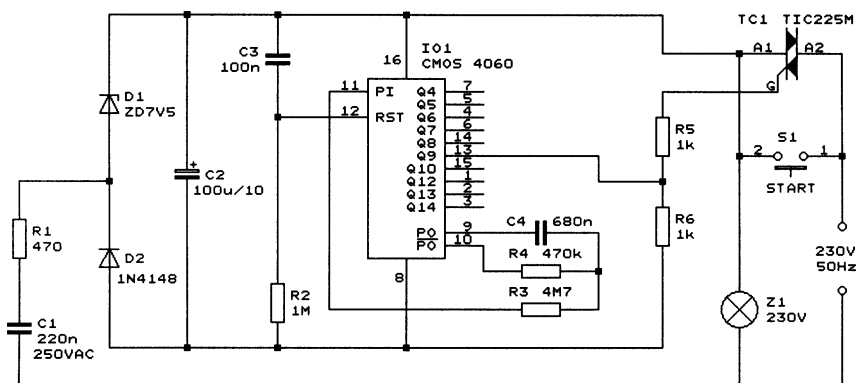 TC1 TIC225M
A1
A2
G
IO1
CMOS 4060
16
C3
100n
11
PI
12
RST
Q4
7
Q5
5
Q6
4
Q7
6
Q8
14
Q9
13
Q10
15
Q12
1
Q13
2
Q14
3
PO
9
PO
10
8
D1
ZD7V5
+
C2
100u/10
R1
470
D2
1N4148
C1
220n
250VAC
R2
1M
C4
680n
R4 470k
R3 4M7
R5
1k
R6
1k
S1
2
1
START
230V
50Hz
Z1
230V